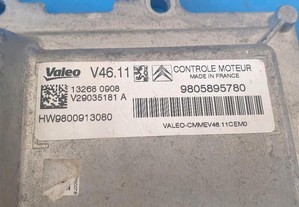 Valeo V46.11
CONTROLE MOTEUR
MADE IN FRANCE
13268 0908
V29035181 A
9805895780
HW9800913080
VALEO-CMMEV46.11CEM0